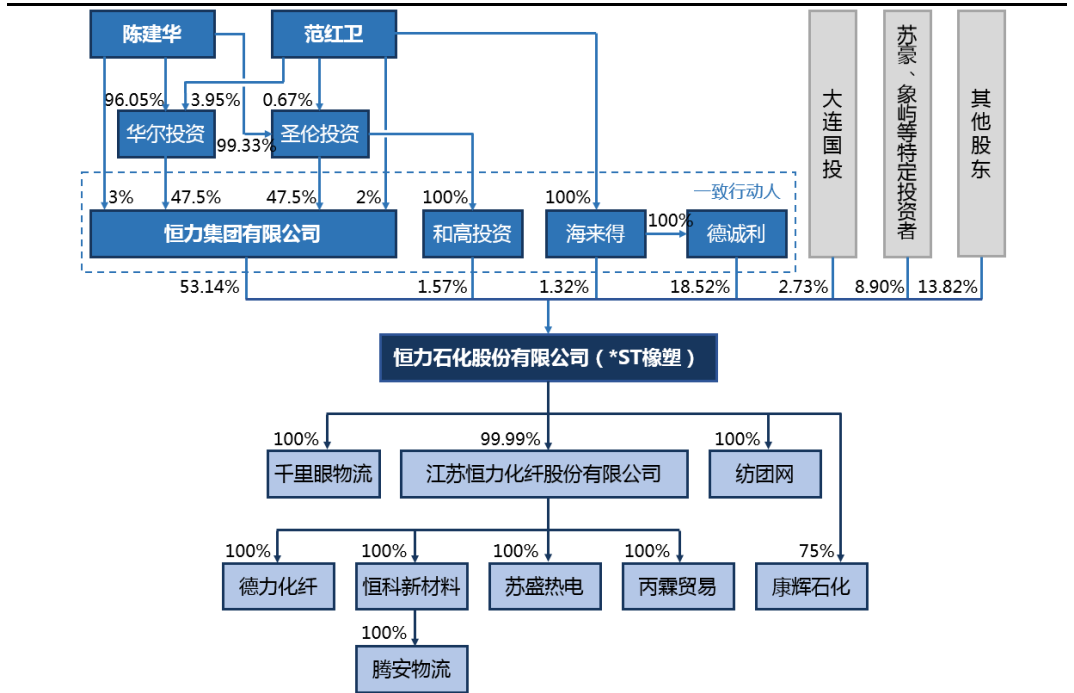 陈建华
范红卫
大连国投
苏豪、象屿等特定投资者
其他股东
96.05%
3.95%
0.67%
华尔投资
99.33%
圣伦投资
一致行动人
3%
47.5%
47.5%
2%
100%
100%
100%
恒力集团有限公司
和高投资
海来得
德诚利
53.14%
1.57%
1.32%
18.52%
2.73%
8.90%
13.82%
恒力石化股份有限公司（*ST橡塑）
100%
99.99%
100%
千里眼物流
江苏恒力化纤股份有限公司
纺团网
100%
100%
100%
100%
75%
德力化纤
恒科新材料
苏盛热电
丙霖贸易
康辉石化
100%
腾安物流